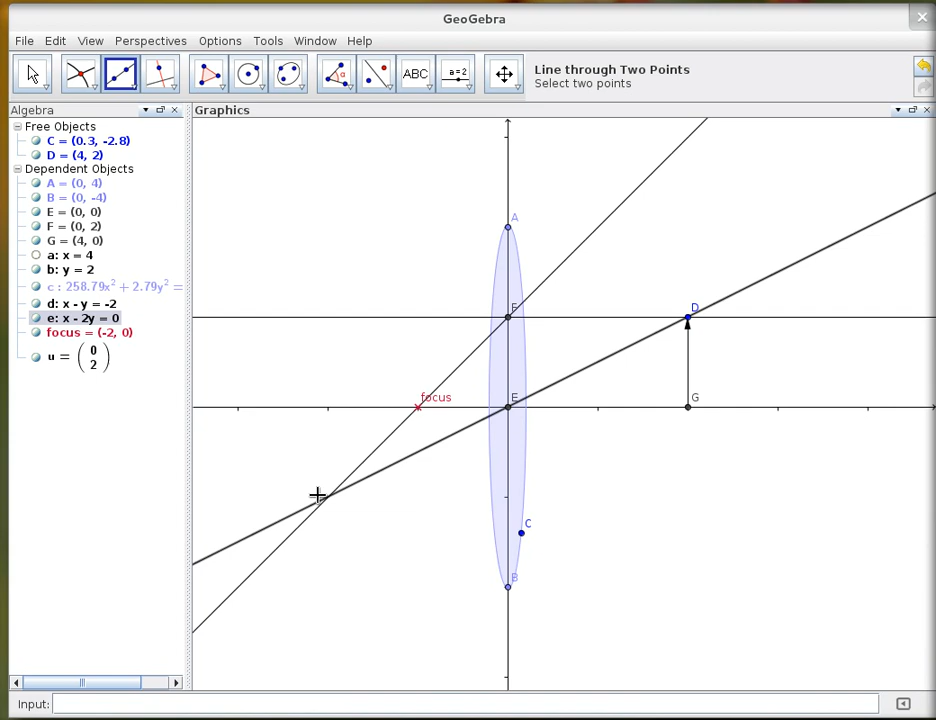 GeoGebra
File Edit View Perspectives Options Tools Window Help
ABC
a=2
Line through Two Points
Select two points
Algebra
Graphics
Free Objects
C = (0.3, -2.8)
D = (4, 2)
Dependent Objects
A = (0, 4)
B = (0, -4)
E = (0, 0)
F = (0, 2)
G = (4, 0)
a: x = 4
b: y = 2
c : 258.79x² + 2.79y² =
d: x - y = -2
e: x - 2y = 0
focus = (-2, 0)
u = (0
2)
A
F
D
focus
E
G
C
B
Input: